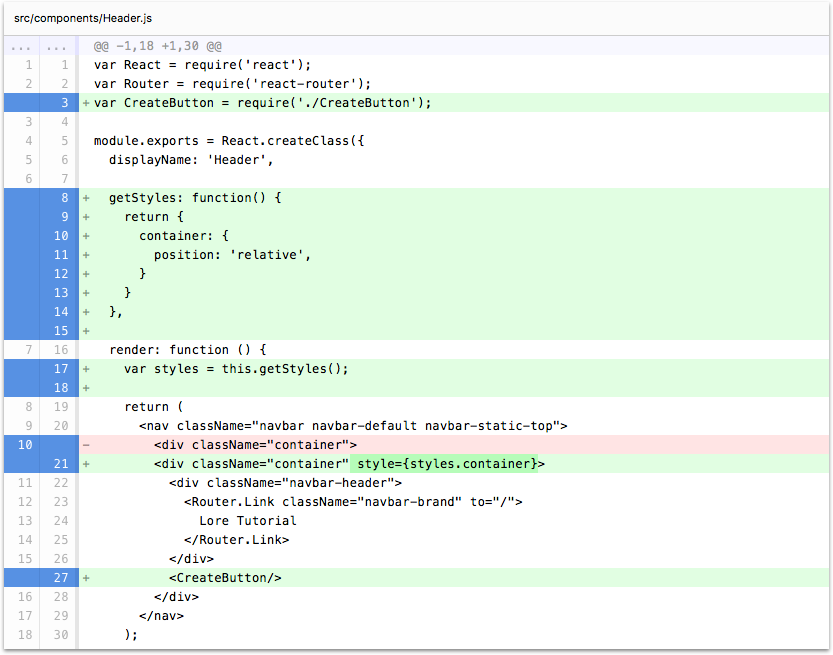 src/components/Header.js
... ... @@ -1,18 +1,30 @@
1 1 var React = require('react');
2 2 var Router = require('react-router');
3 + var CreateButton = require('./CreateButton');
3 4
4 5 module.exports = React.createClass({
5 6 displayName: 'Header',
6 7
8 + getStyles: function() {
9 + return {
10 + container: {
11 + position: 'relative',
12 + }
13 + }
14 + },
15 +
7 16 render: function () {
17 + var styles = this.getStyles();
18 +
8 19 return (
9 20 <nav className="navbar navbar-default navbar-static-top">
10 - <div className="container">
21 + <div className="container" style={styles.container}>
11 22 <div className="navbar-header">
12 23 <Router.Link className="navbar-brand" to="/">
13 24 Lore Tutorial
14 25 </Router.Link>
15 26 </div>
27 + <CreateButton/>
16 28 </div>
17 29 </nav>
18 30 );